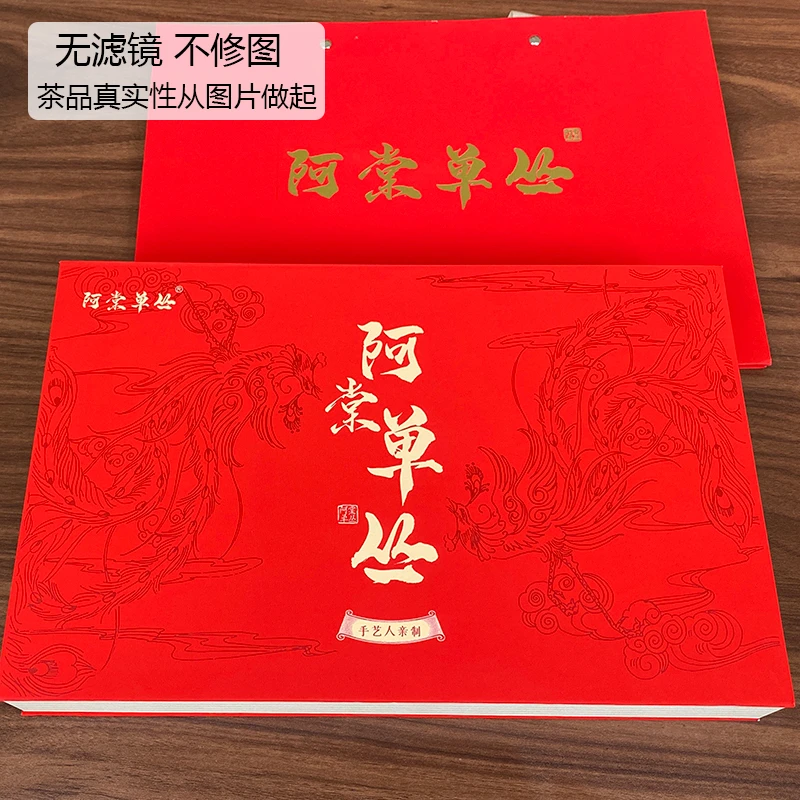 无滤镜 不修图
茶品真实性从图片做起
阿棠单丛
阿棠单丛®
阿棠单丛
手艺人亲制